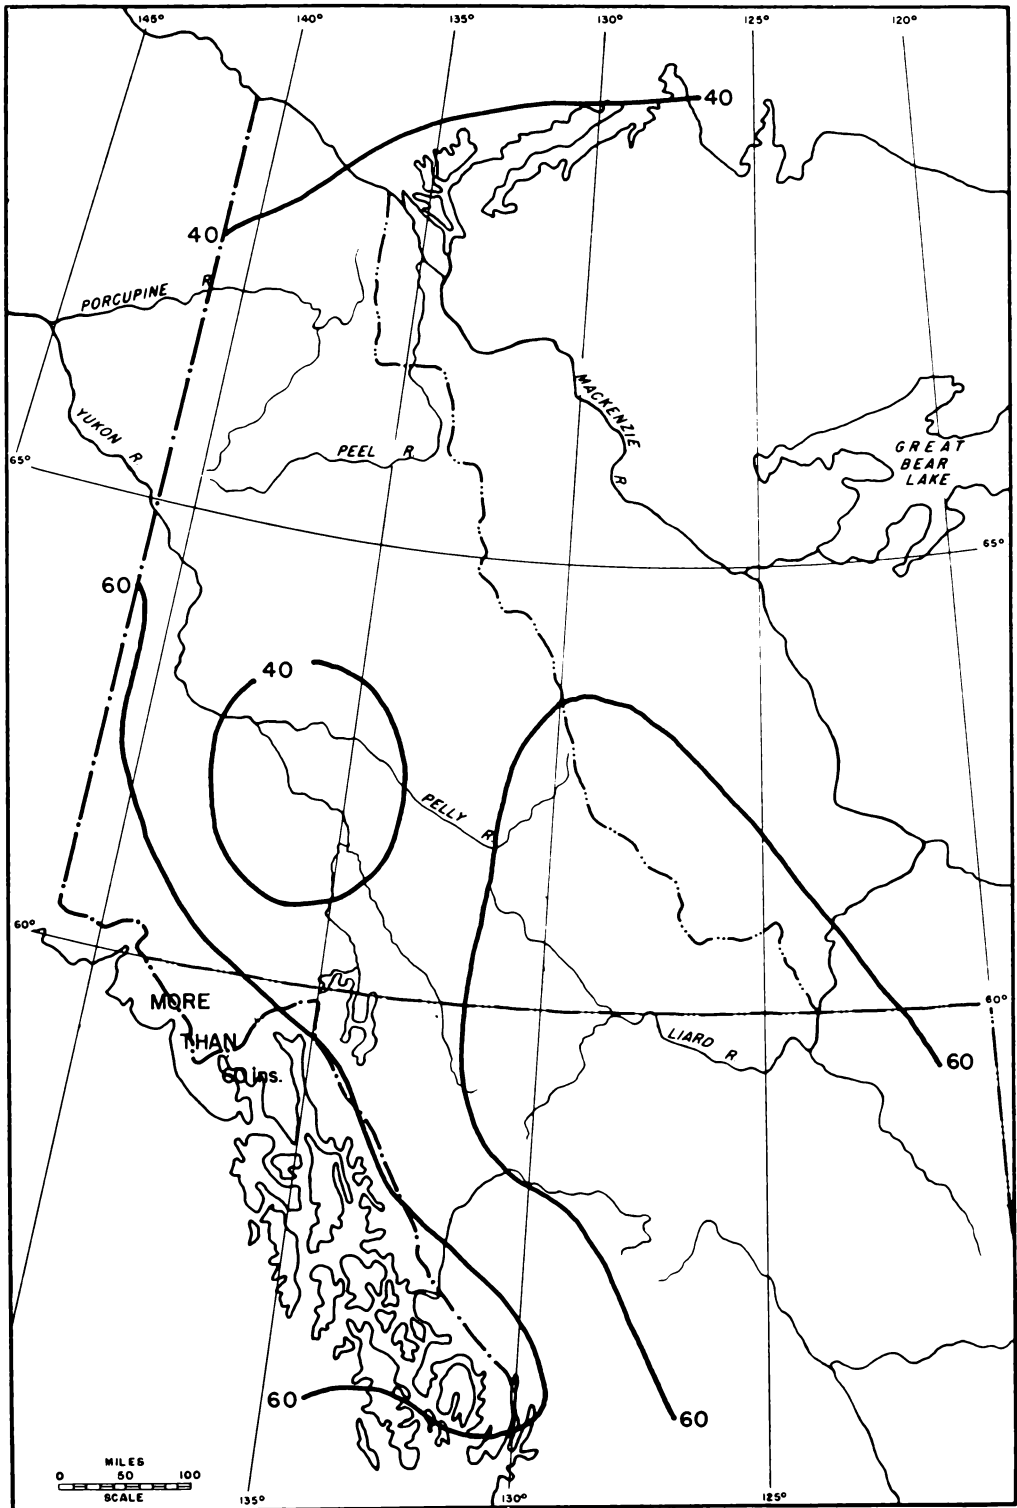 145°
140°
135°
130°
125°
120°
40
40
PORCUPINE R
MACKENZIE R
YUKON R
PEEL R
GREAT
BEAR
LAKE
65°
65°
60
40
PELLY R
60°
60°
MORE
THAN
60 ins.
LIARD R
60
60
60
MILES
0 50 100
SCALE
135°
130°
125°